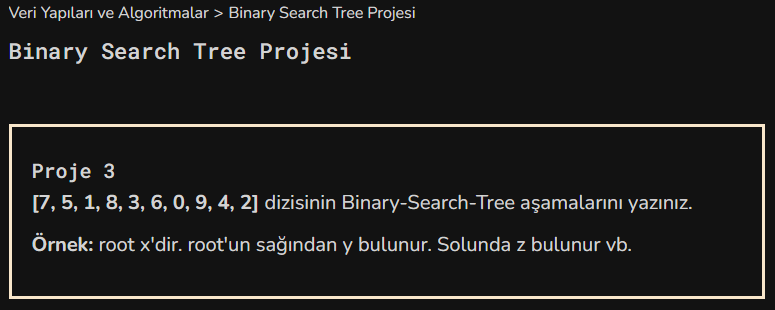 Veri Yapıları ve Algoritmalar > Binary Search Tree Projesi
Binary Search Tree Projesi
Proje 3
[7, 5, 1, 8, 3, 6, 0, 9, 4, 2] dizisinin Binary-Search-Tree aşamalarını yazınız.
Örnek: root x'dir. root'un sağından y bulunur. Solunda z bulunur vb.